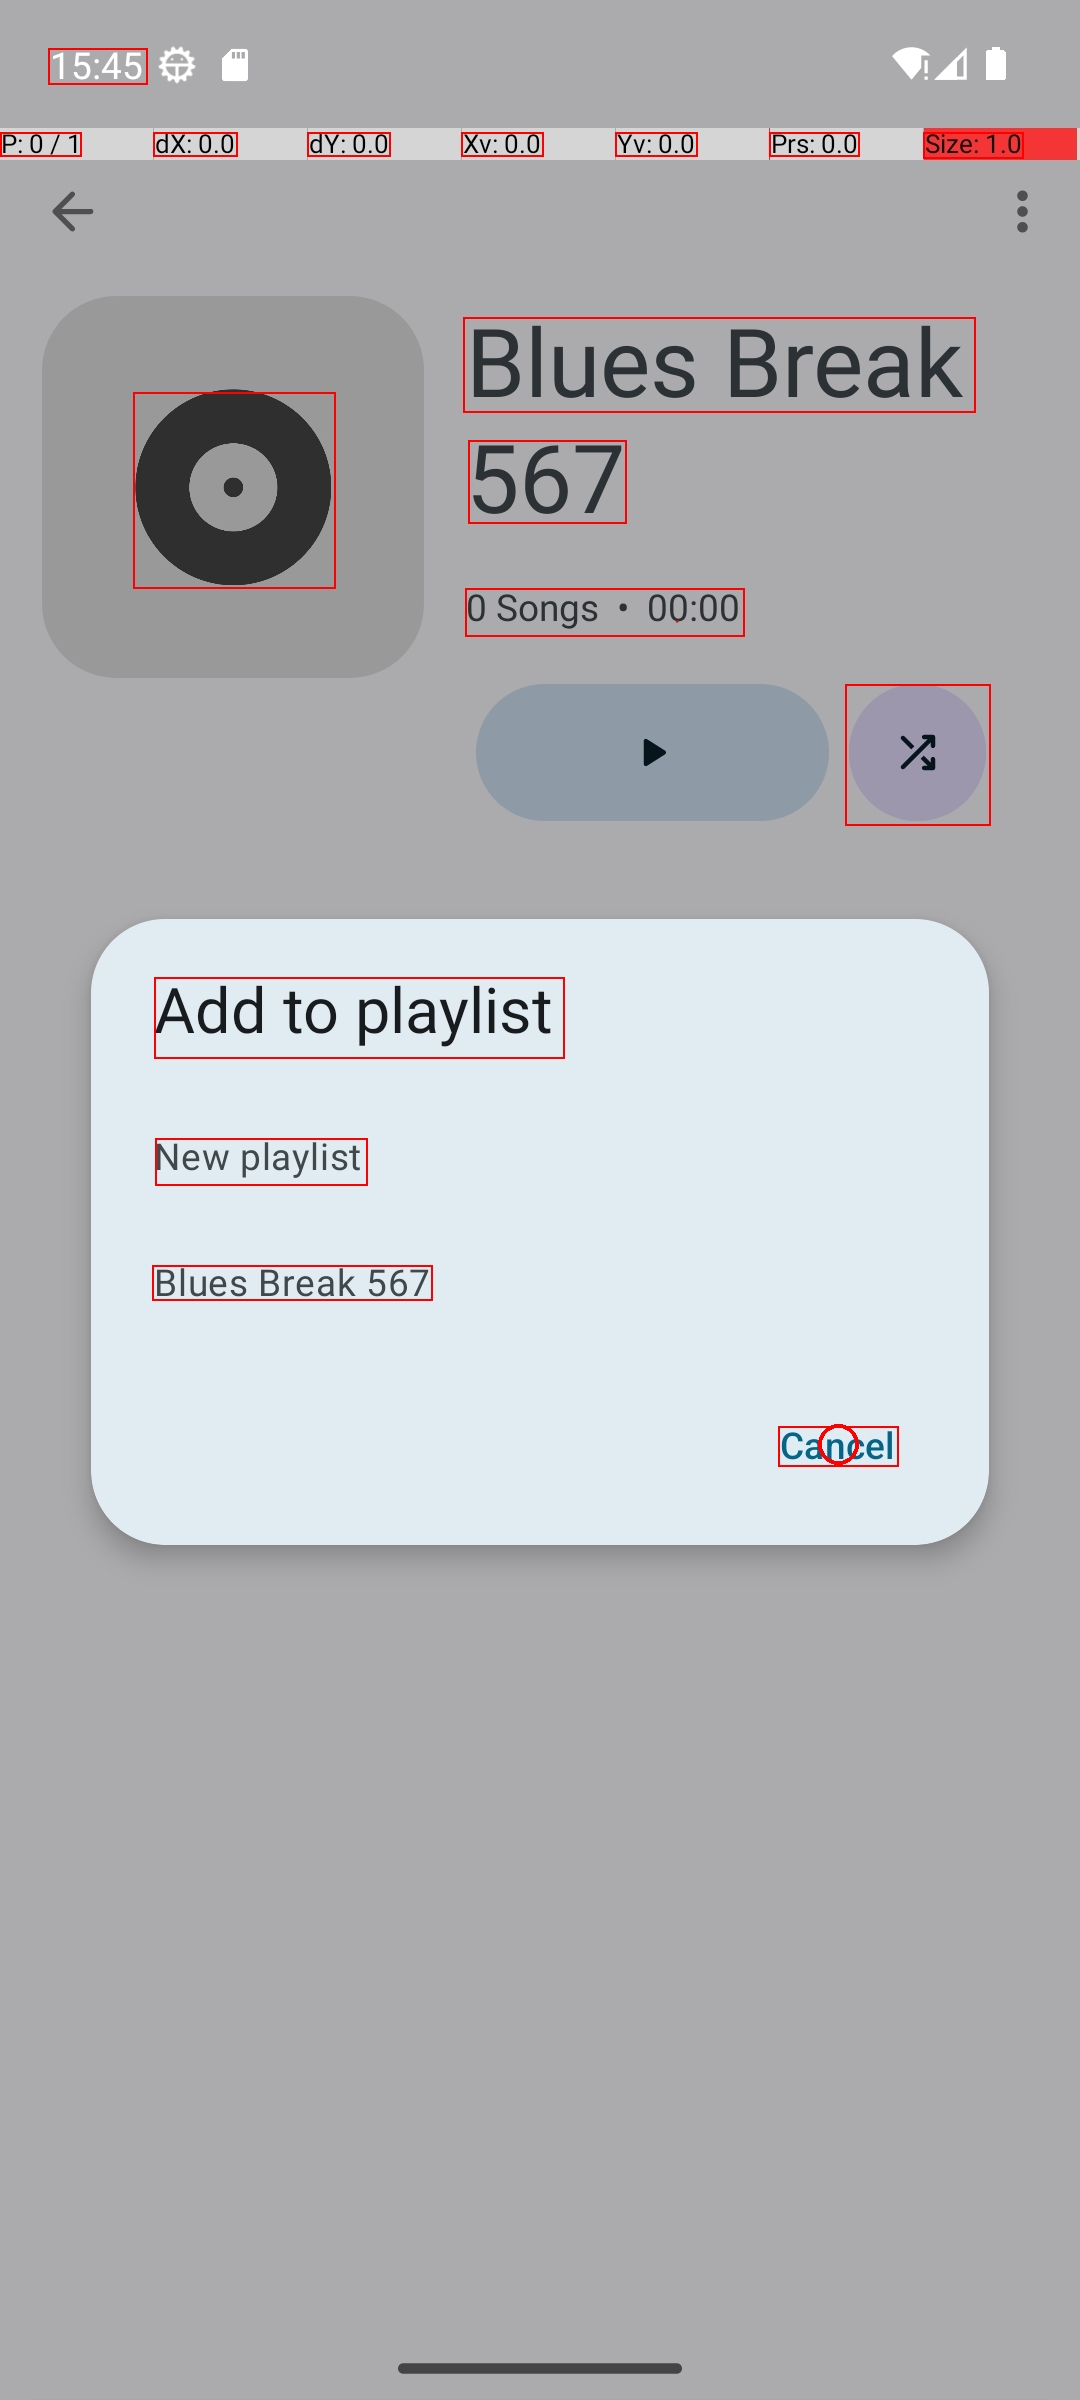 15:45
P: 0 / 1 dX: 0.0 dY: 0.0 Xv: 0.0 Yv: 0.0 Prs: 0.0 Size: 1.0
Blues Break
567
0 Songs • 00:00
Add to playlist
New playlist
Blues Break 567
Cancel